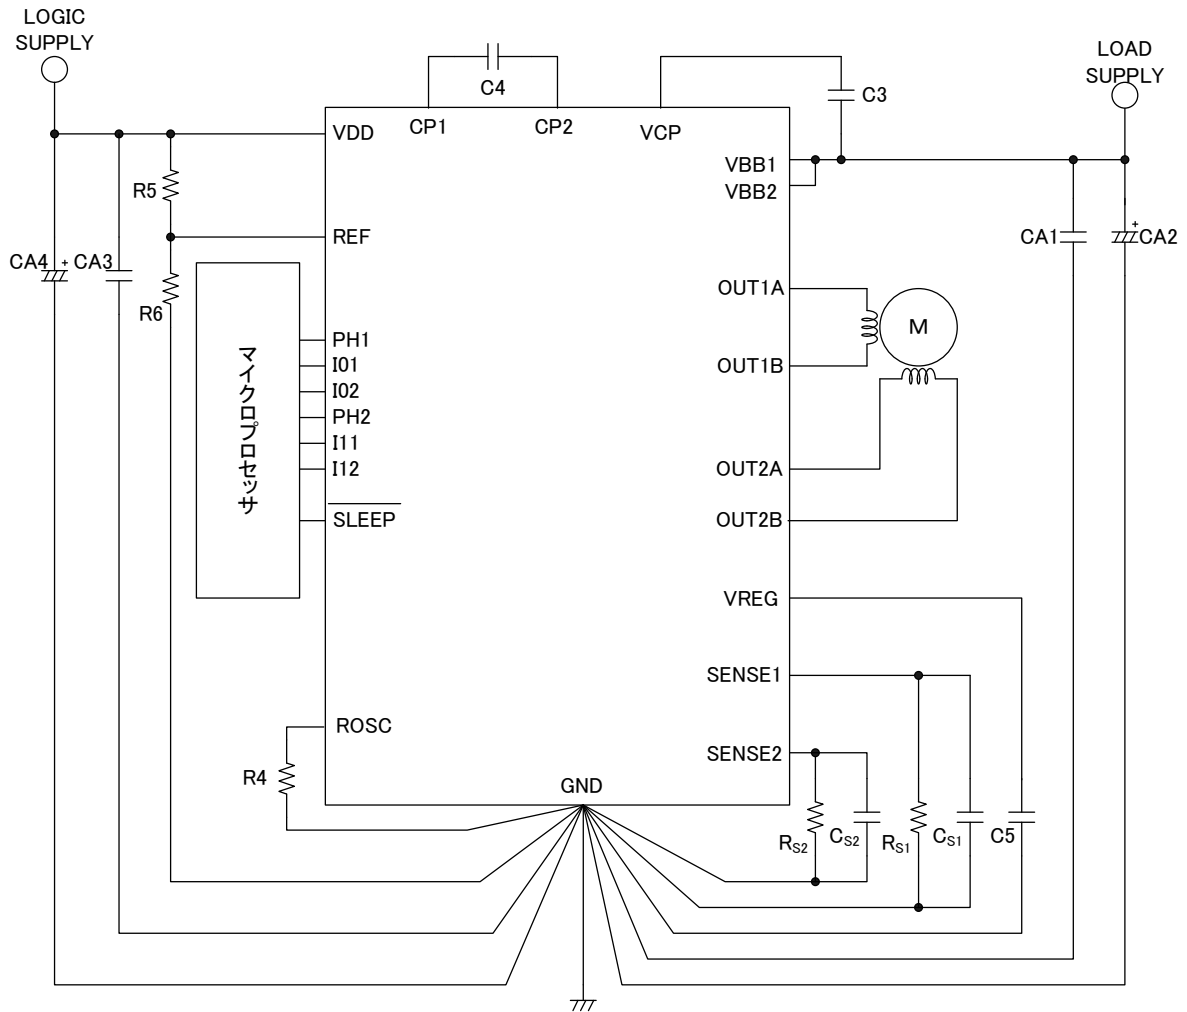 LOGIC
SUPPLY
LOAD
SUPPLY
C4
C3
CP1
CP2
VCP
VDD
VBB1
VBB2
R5
REF
CA4
+
CA3
R6
CA1
+
CA2
OUT1A
M
OUT1B
PH1
I01
I02
PH2
I11
I12
SLEEP
マイクロプロセッサ
OUT2A
OUT2B
VREG
SENSE1
ROSC
SENSE2
R4
GND
RS2
CS2
RS1
CS1
C5